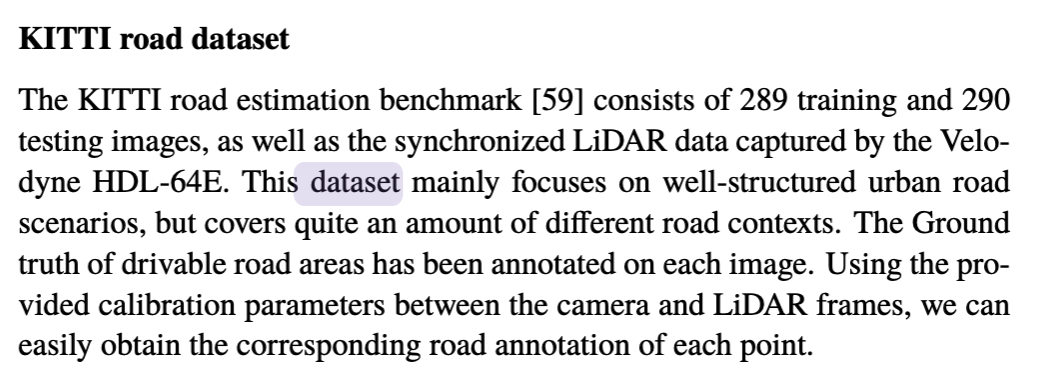 KITTI road dataset
The KITTI road estimation benchmark [59] consists of 289 training and 290
testing images, as well as the synchronized LiDAR data captured by the Velo-
dyne HDL-64E. This dataset mainly focuses on well-structured urban road
scenarios, but covers quite an amount of different road contexts. The Ground
truth of drivable road areas has been annotated on each image. Using the pro-
vided calibration parameters between the camera and LiDAR frames, we can
easily obtain the corresponding road annotation of each point.